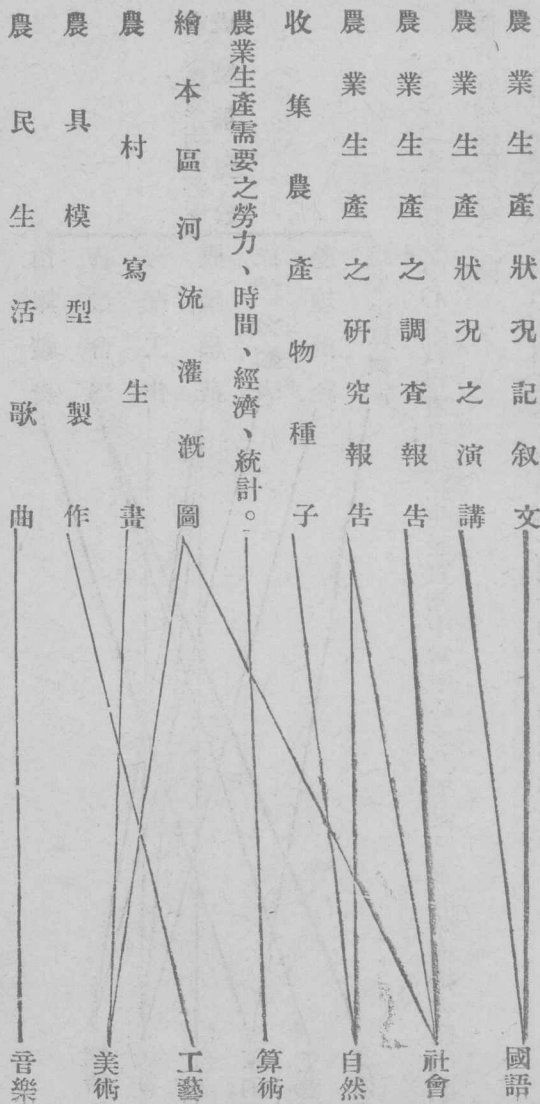 農業生產狀況記叙文
農業生產狀況之演講
農業生產之調查報告
農業生產之研究報告
收集農產物種子
農業生產需要之勞力、時間、經濟、統計。
繪本區河流灌漑圖
農村寫生畫
農具模型製作
農民生活歌曲
國語
社會
自然
算術
工藝
美術
音樂